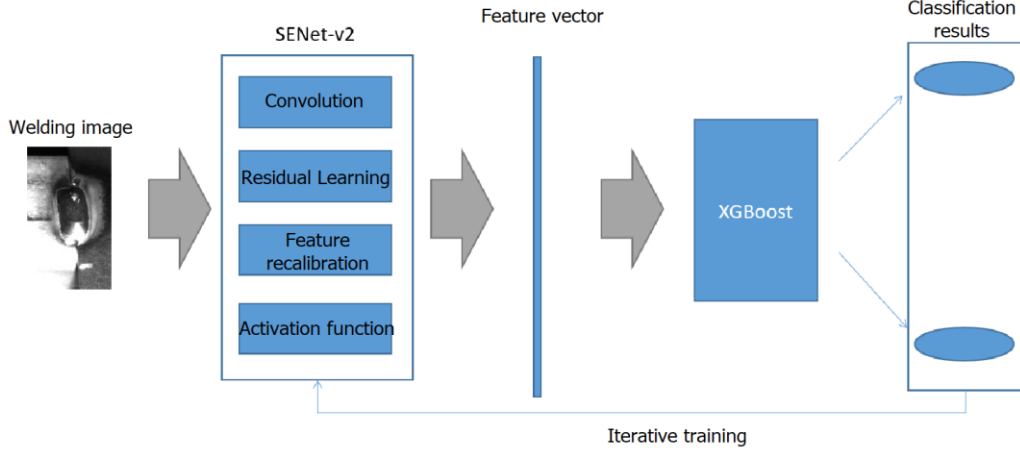 Feature vector
Classification
results
SENet-v2
Convolution
Welding image
Residual Learning
XGBoost
Feature
recalibration
Activation function
Iterative training